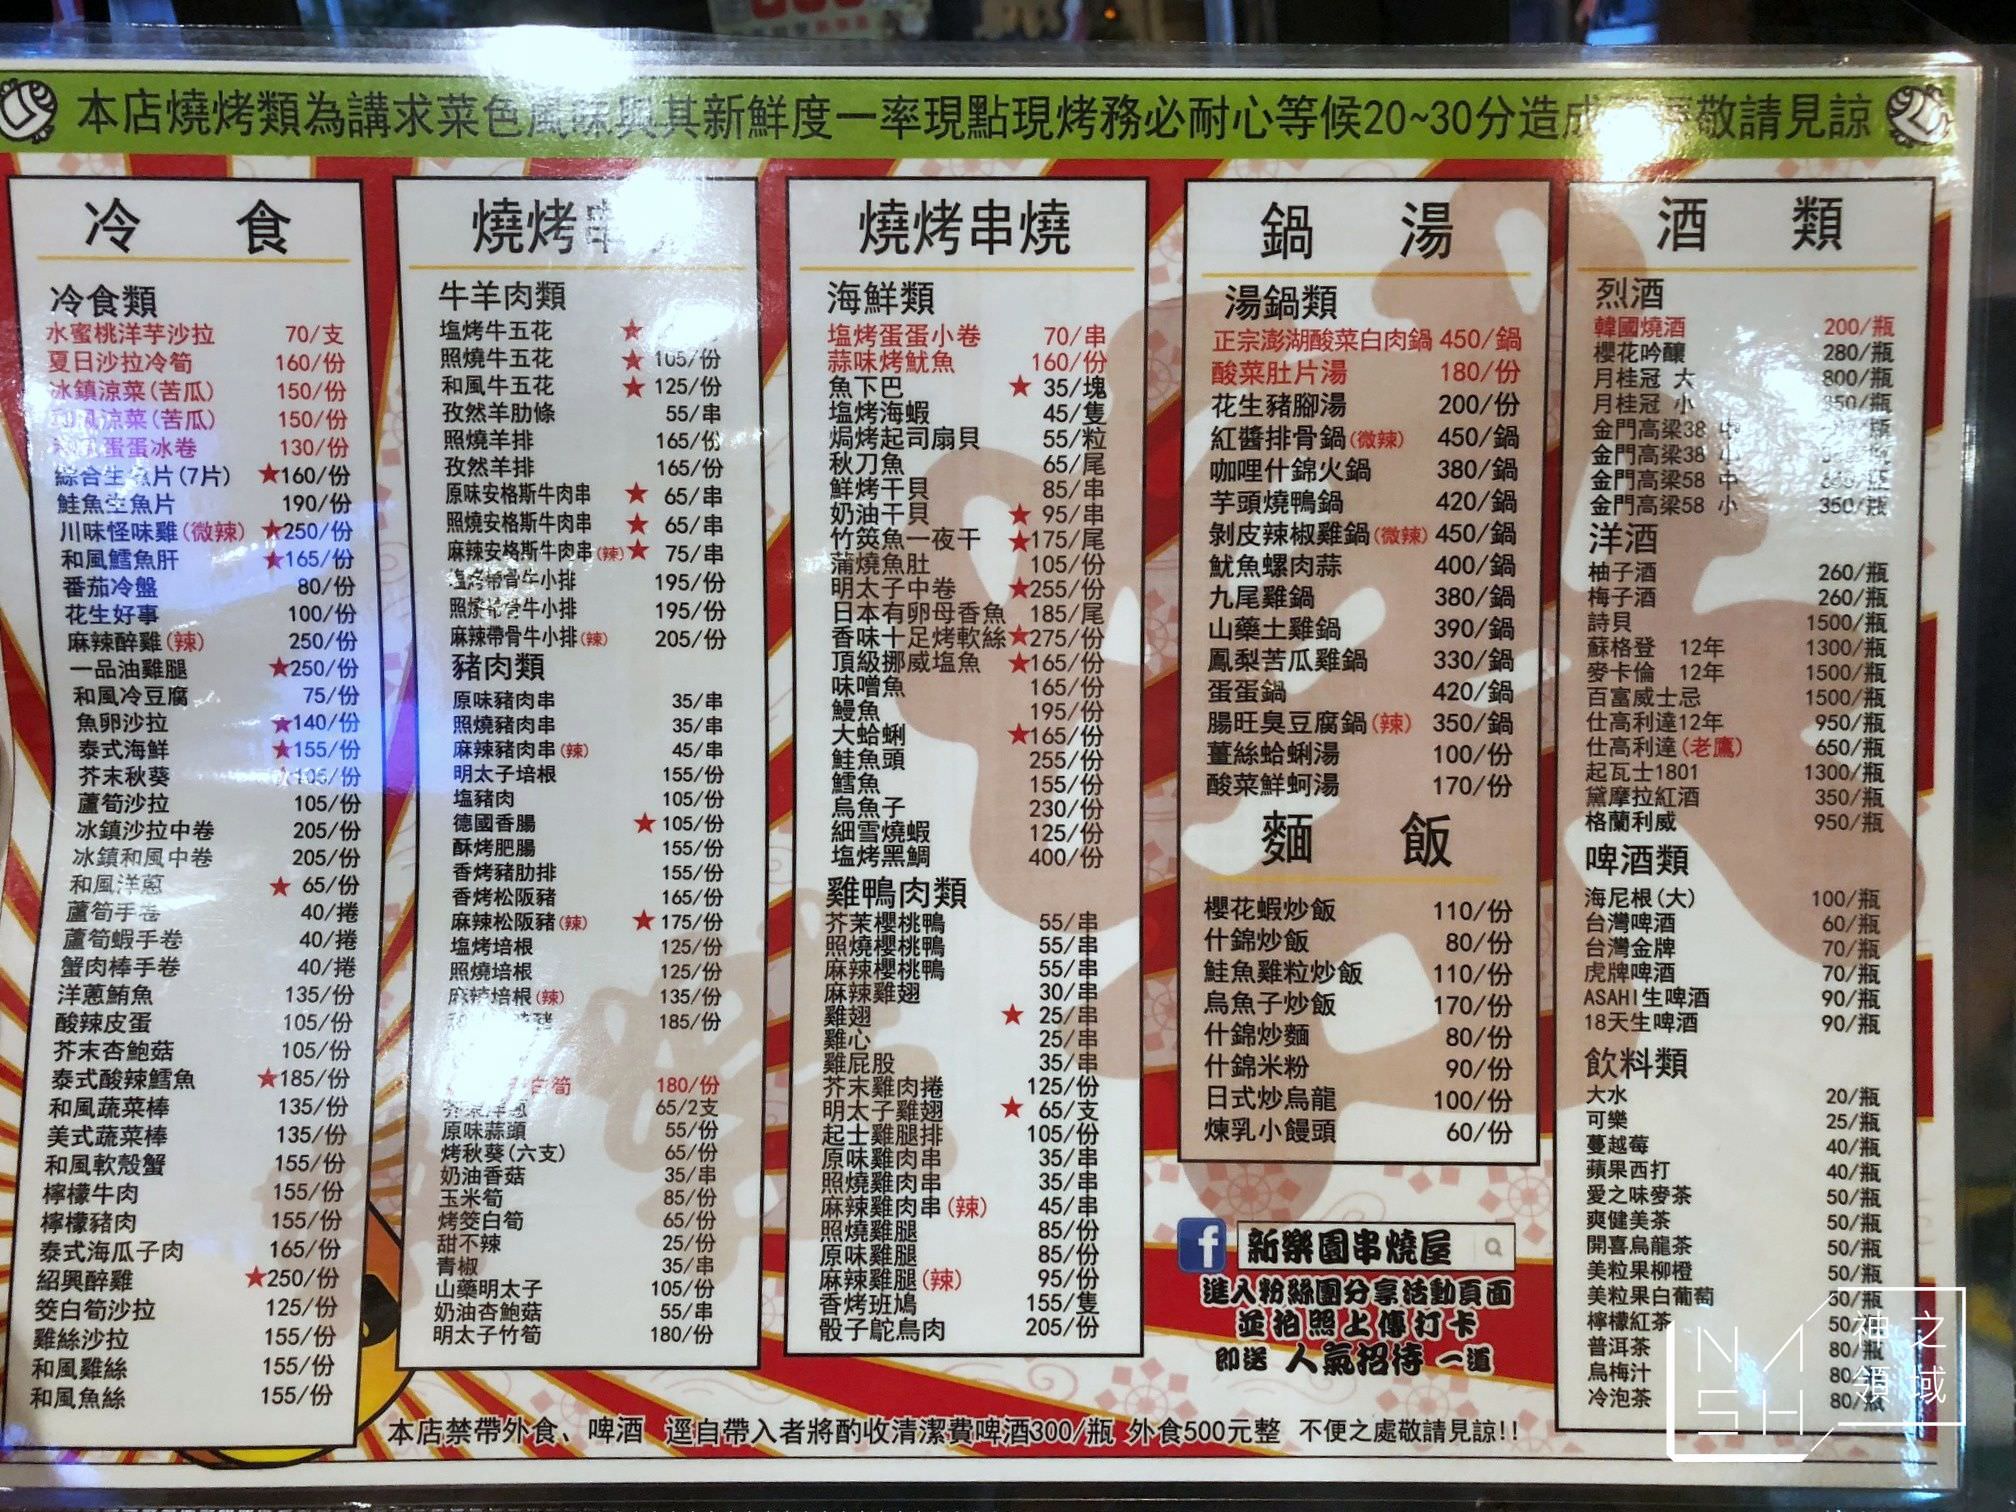 本店燒烤類為講求菜色風味與其新鮮度一率現點現烤務必耐心等候20~30分造成 敬請見諒
冷食
冷食類
水蜜桃洋芋沙拉 70/支
夏日沙拉冷筍 160/份
冰鎮涼菜(苦瓜) 150/份
和風涼菜(苦瓜) 150/份
蛋蛋冰卷 130/份
綜合生魚片(7片) ★160/份
鮭魚生魚片 190/份
川味怪味雞(微辣) ★250/份
和風鱈魚肝 ★165/份
番茄冷盤 80/份
花生好事 100/份
麻辣醉雞(辣) 250/份
一品油雞腿 ★250/份
和風冷豆腐 75/份
魚卵沙拉 ★140/份
泰式海鮮 ★155/份
芥末秋葵 ★105/份
蘆筍沙拉 105/份
冰鎮沙拉中卷 205/份
冰鎮和風中卷 205/份
和風洋蔥 ★ 65/份
蘆筍手卷 40/捲
蘆筍蝦手卷 40/捲
蟹肉棒手卷 40/捲
洋蔥鮪魚 135/份
酸辣皮蛋 105/份
芥末杏鮑菇 105/份
泰式酸辣鱈魚 ★185/份
和風蔬菜棒 135/份
美式蔬菜棒 135/份
和風軟殼蟹 155/份
檸檬牛肉 155/份
檸檬豬肉 155/份
泰式海瓜子肉 165/份
紹興醉雞 ★250/份
筊白筍沙拉 125/份
雞絲沙拉 155/份
和風雞絲 155/份
和風魚絲 155/份
燒烤串
牛羊肉類
塩烤牛五花 ★
照燒牛五花 ★ 105/份
和風牛五花 ★ 125/份
孜然羊肋條 55/串
照燒羊排 165/份
孜然羊排 165/份
原味安格斯牛肉串 ★ 65/串
照燒安格斯牛肉串 ★ 65/串
麻辣安格斯牛肉串(辣) ★ 75/串
塩烤帶骨牛小排 195/份
照燒帶骨牛小排 195/份
麻辣帶骨牛小排(辣) 205/份
豬肉類
原味豬肉串 35/串
照燒豬肉串 35/串
麻辣豬肉串(辣) 45/串
明太子培根 155/份
塩豬肉 105/份
德國香腸 ★ 105/份
酥烤肥腸 155/份
香烤豬肋排 155/份
香烤松阪豬 165/份
麻辣松阪豬(辣) ★ 175/份
塩烤培根 125/份
照燒培根 125/份
麻辣培根(辣) 135/份
185/份
白筍 180/份
芥末洋蔥 65/2支
原味蒜頭 55/份
烤秋葵(六支) 65/份
奶油香菇 35/串
玉米筍 85/份
烤筊白筍 65/份
甜不辣 25/份
青椒 35/串
山藥明太子 105/份
奶油杏鮑菇 55/串
明太子竹筍 180/份
燒烤串燒
海鮮類
塩烤蛋蛋小卷 70/串
蒜味烤魷魚 160/份
魚下巴 ★ 35/塊
塩烤海蝦 45/隻
焗烤起司扇貝 55/粒
秋刀魚 65/尾
鮮烤干貝 85/串
奶油干貝 ★ 95/串
竹筴魚一夜干 ★175/尾
蒲燒魚肚 105/份
明太子中卷 ★255/份
日本有卵母香魚 185/尾
香味十足烤軟絲 ★275/份
頂級挪威塩魚 ★165/份
味噌魚 165/份
鰻魚 195/份
大蛤蜊 ★165/份
鮭魚頭 255/份
鱈魚 155/份
烏魚子 230/份
細雪燒蝦 125/份
塩烤黑鯛 400/份
雞鴨肉類
芥茉櫻桃鴨 55/串
照燒櫻桃鴨 55/串
麻辣櫻桃鴨 55/串
麻辣雞翅 30/串
雞翅 ★ 25/串
雞心 25/串
雞屁股 35/串
芥末雞肉捲 125/份
明太子雞翅 ★ 65/支
起士雞腿排 105/份
原味雞肉串 35/串
照燒雞肉串 35/串
麻辣雞肉串(辣) 45/串
照燒雞腿 85/份
原味雞腿 85/份
麻辣雞腿(辣) 95/份
香烤班鳩 155/隻
骰子鴕鳥肉 205/份
鍋湯
湯鍋類
正宗澎湖酸菜白肉鍋 450/鍋
酸菜肚片湯 180/份
花生豬腳湯 200/份
紅醬排骨鍋(微辣) 450/鍋
咖哩什錦火鍋 380/鍋
芋頭燒鴨鍋 420/鍋
剝皮辣椒雞鍋(微辣) 450/鍋
魷魚螺肉蒜 400/鍋
九尾雞鍋 380/鍋
山藥土雞鍋 390/鍋
鳳梨苦瓜雞鍋 330/鍋
蛋蛋鍋 420/鍋
腸旺臭豆腐鍋(辣) 350/鍋
薑絲蛤蜊湯 100/份
酸菜鮮蚵湯 170/份
麵飯
櫻花蝦炒飯 110/份
什錦炒飯 80/份
鮭魚雞粒炒飯 110/份
烏魚子炒飯 170/份
什錦炒麵 80/份
什錦米粉 90/份
日式炒烏龍 100/份
煉乳小饅頭 60/份
f 新樂園串燒屋
進入粉絲團分享活動頁面
並拍照上傳打卡
即送 人氣招待 一道
酒類
烈酒
韓國燒酒 200/瓶
櫻花吟釀 280/瓶
月桂冠 大 800/瓶
月桂冠 小 350/瓶
金門高粱38 中
金門高粱38 小
金門高粱58 中
金門高粱58 小 350/瓶
洋酒
柚子酒 260/瓶
梅子酒 260/瓶
詩貝 1500/瓶
蘇格登 12年 1300/瓶
麥卡倫 12年 1500/瓶
百富威士忌 1500/瓶
仕高利達12年 950/瓶
仕高利達(老鷹) 650/瓶
起瓦士1801 1300/瓶
黛摩拉紅酒 350/瓶
格蘭利威 950/瓶
啤酒類
海尼根(大) 100/瓶
台灣啤酒 60/瓶
台灣金牌 70/瓶
虎牌啤酒 70/瓶
ASAHI生啤酒 90/瓶
18天生啤酒 90/瓶
飲料類
大水 20/瓶
可樂 25/瓶
蔓越莓 40/瓶
蘋果西打 40/瓶
愛之味麥茶 50/瓶
爽健美茶 50/瓶
開喜烏龍茶 50/瓶
美粒果柳橙 50/瓶
美粒果白葡萄 50/瓶
檸檬紅茶 50/瓶
普洱茶 80/瓶
烏梅汁 80/瓶
冷泡茶 80/瓶
本店禁帶外食、啤酒 逕自帶入者將酌收清潔費啤酒300/瓶 外食500元整 不便之處敬請見諒!!
NMSH 神之領域